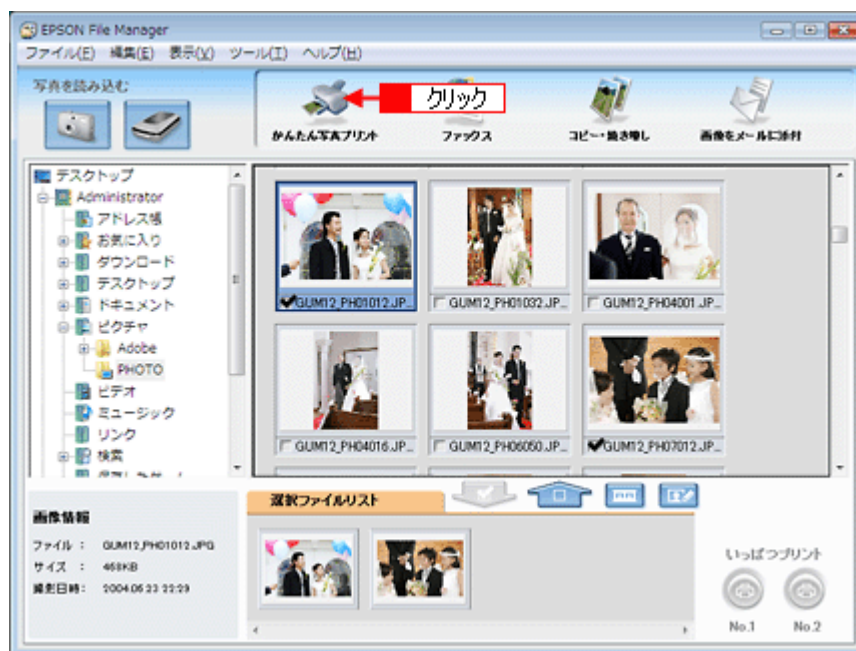 EPSON File Manager
ファイル(F) 編集(E) 表示(V) ツール(T) ヘルプ(H)
写真を読み込む
クリック
かんたん写真プリント
ファックス
コピー・焼き増し
画像をメールに添付
デスクトップ
Administrator
アドレス帳
お気に入り
ダウンロード
デスクトップ
ドキュメント
ピクチャ
Adobe
PHOTO
ビデオ
ミュージック
リンク
検索
GUM12_PH01012.JP...
GUM12_PH01032.JP...
GUM12_PH04001.JP...
GUM12_PH04016.JP...
GUM12_PH06050.JP...
GUM12_PH07012.JP...
選択ファイルリスト
画像情報
ファイル : GUM12_PH01012.JPG
サイズ : 468KB
撮影日時: 2004.05.23 22:29
いっぱつプリント
No.1 No.2